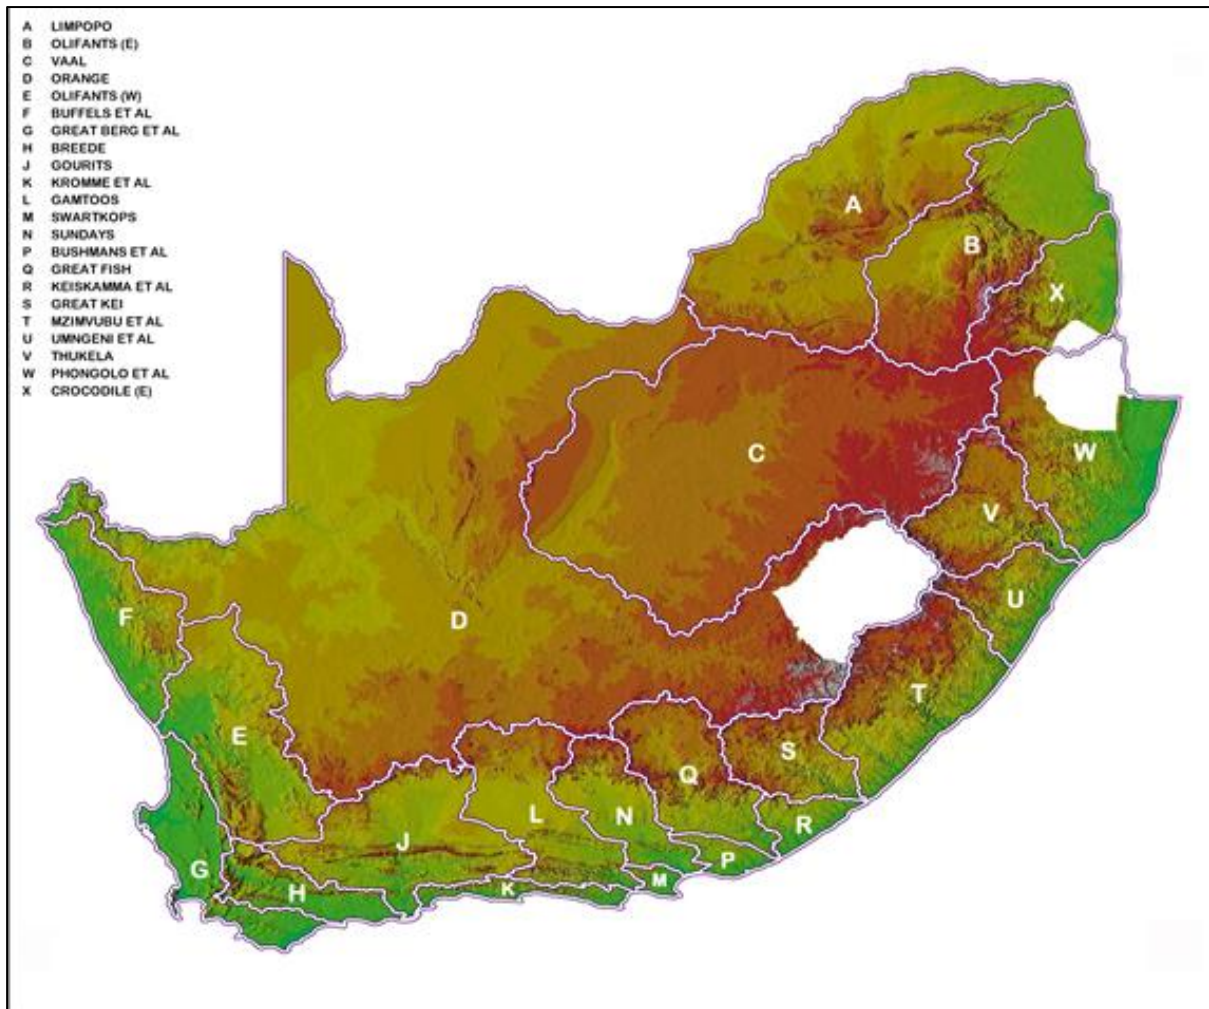 A LIMPOPO
B OLIFANTS (E)
C VAAL
D ORANGE
E OLIFANTS (W)
F BUFFELS ET AL
G GREAT BERG ET AL
H BREEDE
J GOURITS
K KROMME ET AL
L GAMTOOS
M SWARTKOPS
N SUNDAYS
P BUSHMANS ET AL
Q GREAT FISH
R KEISKAMMA ET AL
S GREAT KEI
T MZIMVUBU ET AL
U UMNGENI ET AL
V THUKELA
W PHONGOLO ET AL
X CROCODILE (E)
A
B
X
C
W
V
U
F
D
T
E
S
Q
L
N
R
J
P
G
M
K
H